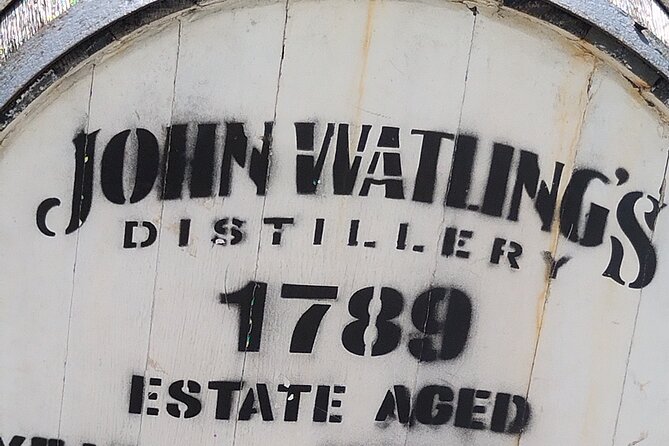 JOHN WATLING'S
DISTILLERY
1789
ESTATE AGED